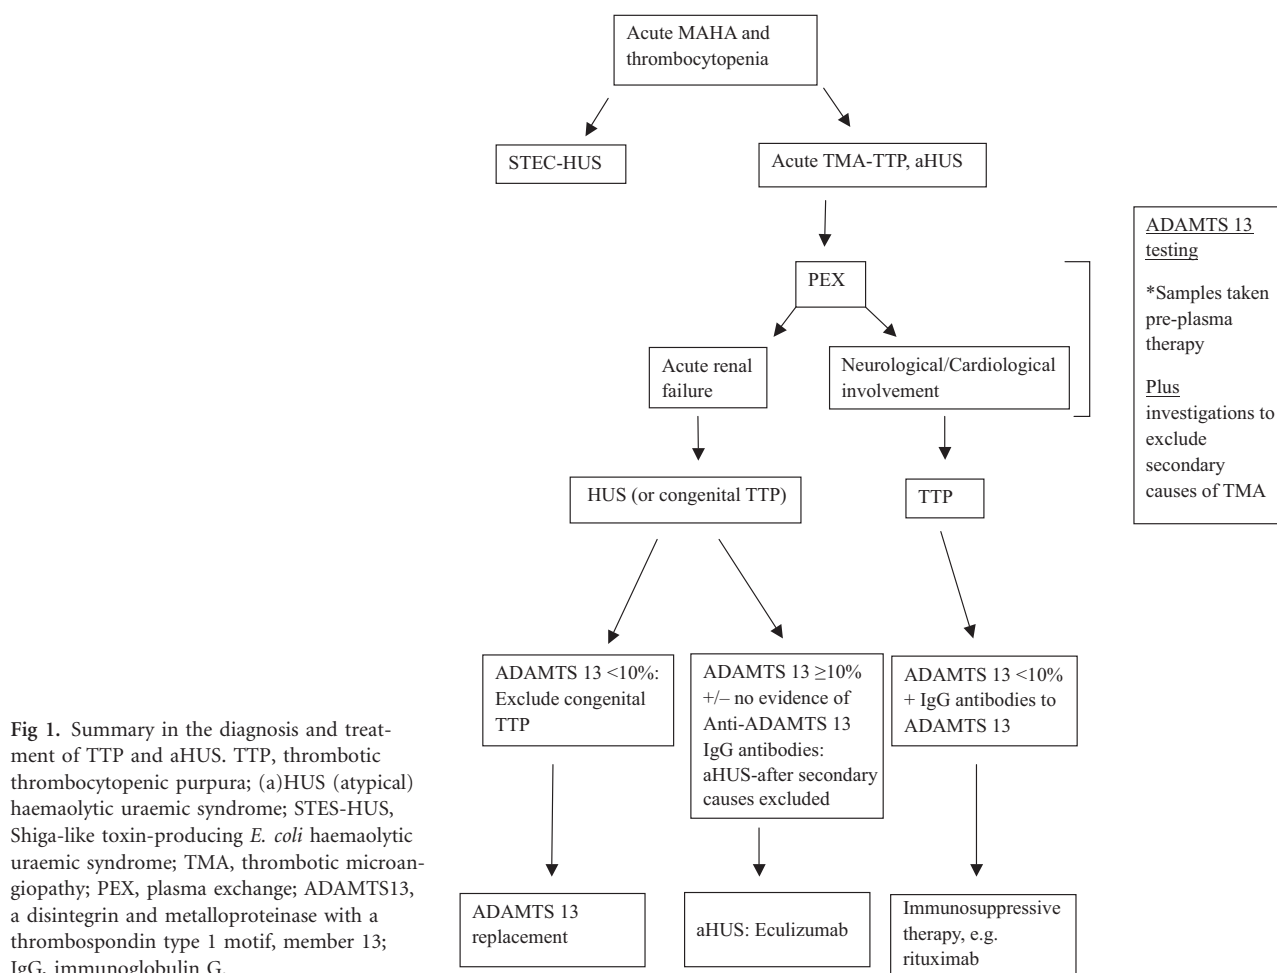 Acute MAHA and
thrombocytopenia
STEC-HUS
Acute TMA-TTP, aHUS
PEX
Acute renal
failure
Neurological/Cardiological
involvement
ADAMTS 13
testing
*Samples taken
pre-plasma
therapy
Plus
investigations to
exclude
secondary
causes of TMA
HUS (or congenital TTP)
TTP
ADAMTS 13 <10%:
Exclude congenital
TTP
ADAMTS 13 ≥10%
+/– no evidence of
Anti-ADAMTS 13
IgG antibodies:
aHUS-after secondary
causes excluded
ADAMTS 13 <10%
+ IgG antibodies to
ADAMTS 13
ADAMTS 13
replacement
aHUS: Eculizumab
Immunosuppressive
therapy, e.g.
rituximab
Fig 1. Summary in the diagnosis and treat-
ment of TTP and aHUS. TTP, thrombotic
thrombocytopenic purpura; (a)HUS (atypical)
haemaolytic uraemic syndrome; STES-HUS,
Shiga-like toxin-producing E. coli haemaolytic
uraemic syndrome; TMA, thrombotic microan-
giopathy; PEX, plasma exchange; ADAMTS13,
a disintegrin and metalloproteinase with a
thrombospondin type 1 motif, member 13;
IgG, immunoglobulin G.